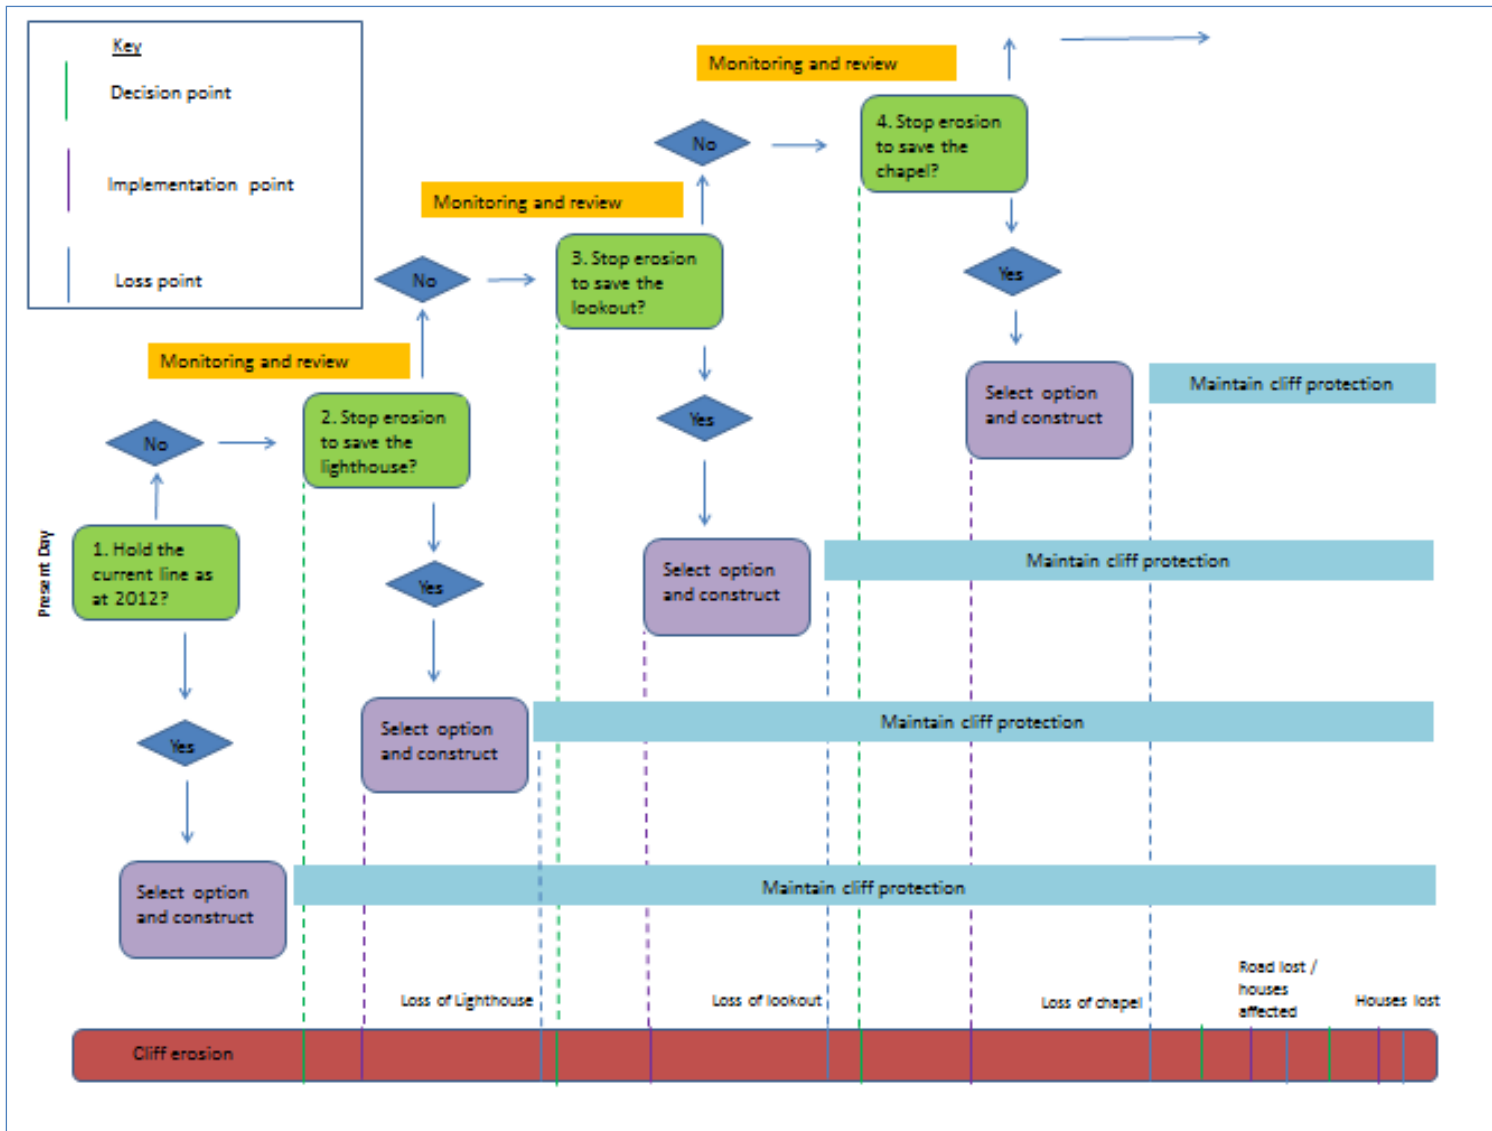 Key
Decision point
Implementation point
Loss point
Monitoring and review
No
4. Stop erosion
to save the
chapel?
Yes
Select option
and construct
Maintain cliff protection
Monitoring and review
No
3. Stop erosion
to save the
lookout?
Yes
Select option
and construct
Maintain cliff protection
Monitoring and review
No
2. Stop erosion
to save the
lighthouse?
Yes
Select option
and construct
Maintain cliff protection
Present Day
1. Hold the
current line as
at 2012?
Yes
Select option
and construct
Maintain cliff protection
Loss of Lighthouse
Loss of lookout
Loss of chapel
Road lost /
houses
affected
Houses lost
Cliff erosion
No